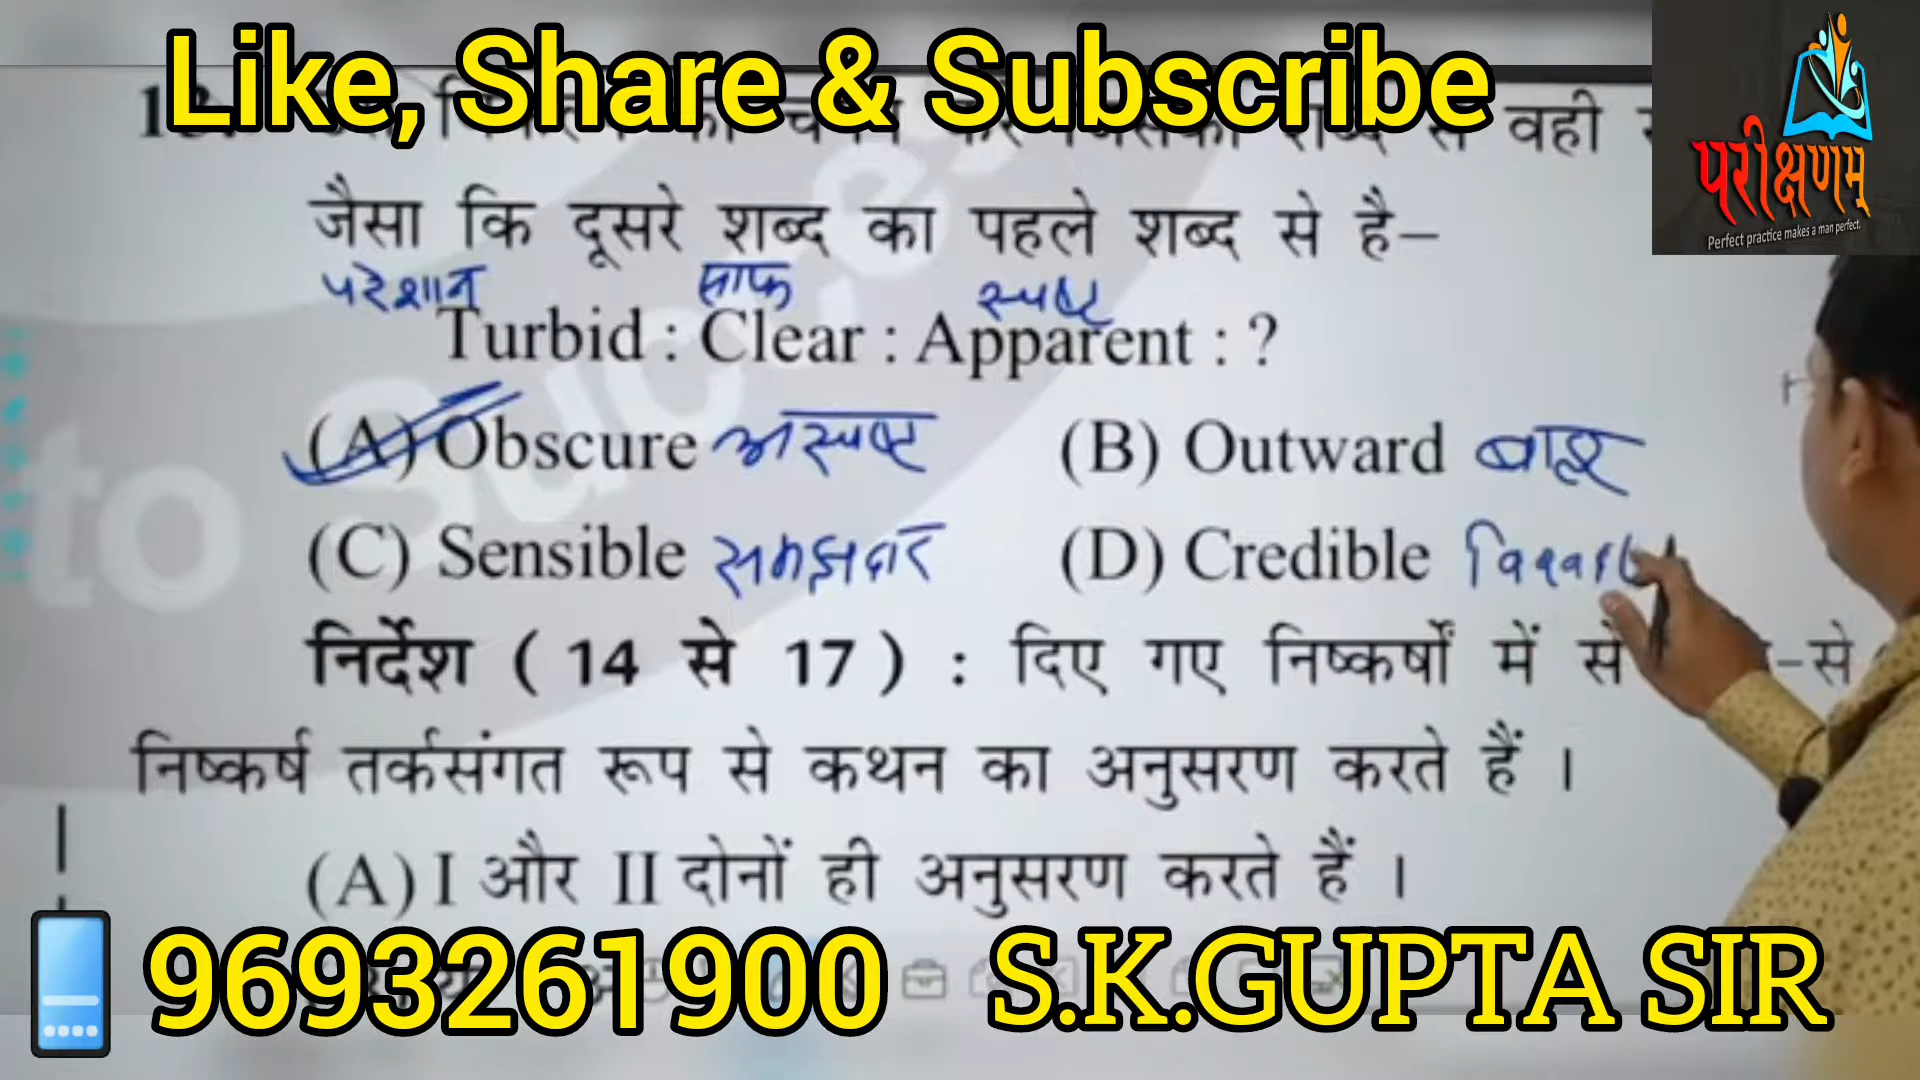 Like, Share & Subscribe
वही
परीक्षणम्
Perfect practice makes a man perfect.
जैसा कि दूसरे शब्द का पहले शब्द से है–
परेशान साफ स्पष्ट
Turbid : Clear : Apparent : ?
(A) Obscure अस्पष्ट (B) Outward बाह्य
(C) Sensible समझदार (D) Credible
निर्देश ( 14 से 17 ) : दिए गए निष्कर्षों में से -से
निष्कर्ष तर्कसंगत रूप से कथन का अनुसरण करते हैं ।
(A) I और II दोनों ही अनुसरण करते हैं ।
9693261900 S.K.GUPTA SIR
to Success